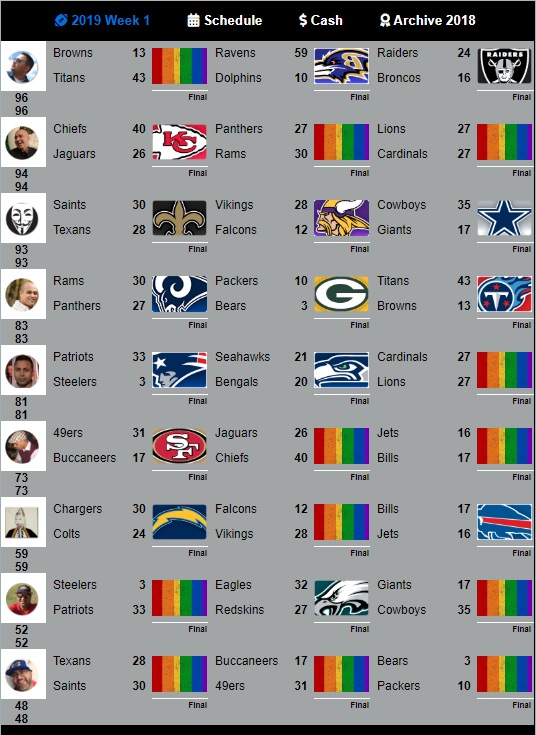 2019 Week 1 Schedule $ Cash Archive 2018
Browns 13 Ravens 59 Raiders 24 RAIDERS
Titans 43 Dolphins 10 Broncos 16
Final Final Final
96
96
Chiefs 40 KC Panthers 27 Lions 27
Jaguars 26 Rams 30 Cardinals 27
Final Final Final
94
94
Saints 30 Vikings 28 Cowboys 35
Texans 28 Falcons 12 Giants 17
Final Final Final
93
93
Rams 30 Packers 10 G Titans 43 T
Panthers 27 Bears 3 Browns 13
Final Final Final
83
83
Patriots 33 Seahawks 21 Cardinals 27
Steelers 3 Bengals 20 Lions 27
Final Final Final
81
81
49ers 31 SF Jaguars 26 Jets 16
Buccaneers 17 Chiefs 40 Bills 17
Final Final Final
73
73
Chargers 30 Falcons 12 Bills 17
Colts 24 Vikings 28 Jets 16
Final Final Final
59
59
Steelers 3 Eagles 32 Giants 17
Patriots 33 Redskins 27 Cowboys 35
Final Final Final
52
52
Texans 28 Buccaneers 17 Bears 3
Saints 30 49ers 31 Packers 10
Final Final Final
48
48